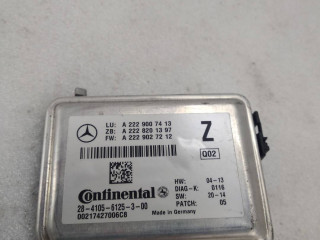 LU: A 222 900 74 13
ZB: A 222 820 13 97
FW: A 222 902 72 12
Z
Q02
HW: 04-13
DIAG-K: 0116
SW: 20-14
PATCH: 05
Continental
28-4105-6125-3-00
00217427006C8
Made in Germany